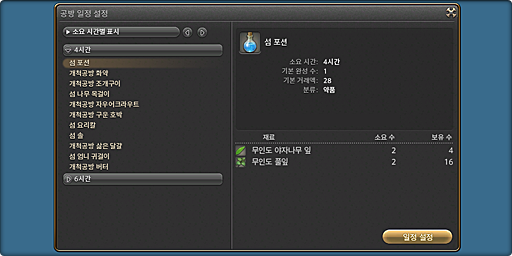 공방 일정 설정
소요 시간별 표시
4시간
섬 포션
개척공방 화약
개척공방 조개구이
섬 나무 목걸이
개척공방 자우어크라우트
개척공방 구운 호박
섬 요리칼
섬 솔
개척공방 삶은 달걀
섬 엄니 귀걸이
개척공방 버터
6시간
섬 포션
소요 시간: 4시간
기본 완성 수: 1
기본 거래액: 28
분류: 약품
재료 소요 수 보유 수
무인도 야자나무 잎 2 4
무인도 풀잎 2 16
일정 설정